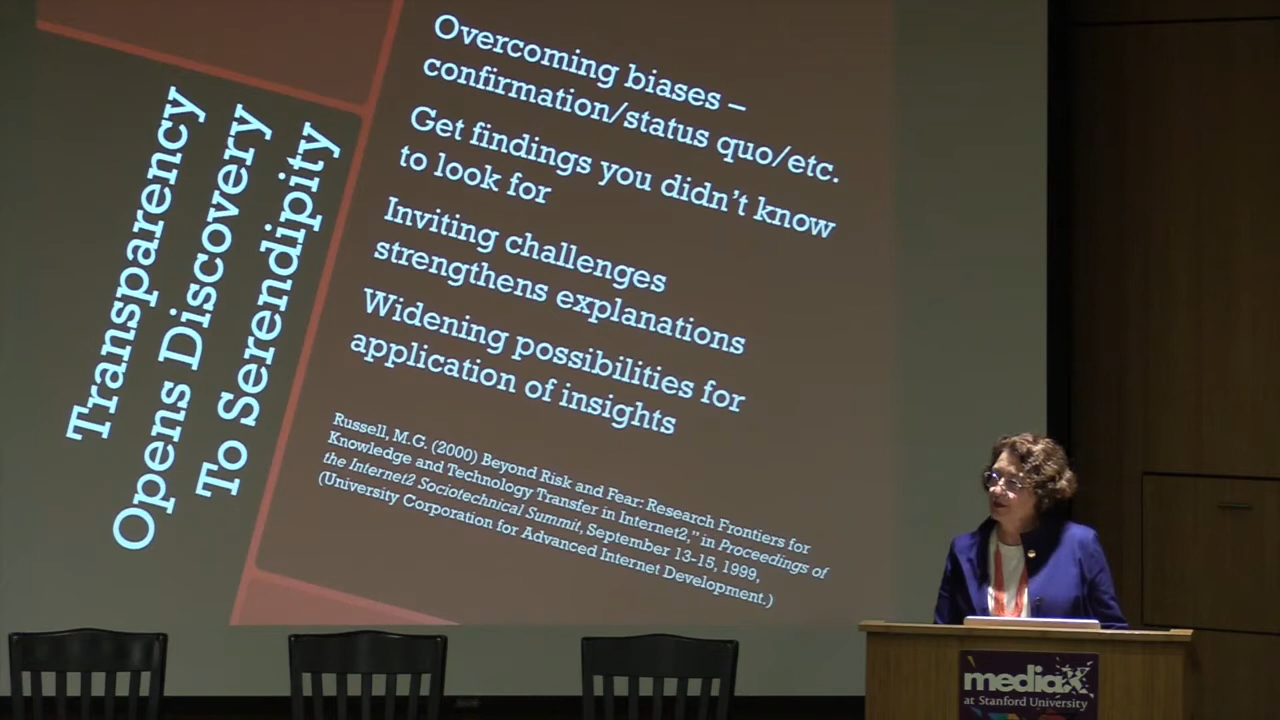 Transparency
Opens Discovery
To Serendipity
Overcoming biases –
confirmation/status quo/etc.
Get findings you didn't know
to look for
Inviting challenges
strengthens explanations
Widening possibilities for
application of insights
Russell, M.G. (2000) Beyond Risk and Fear: Research Frontiers for
Knowledge and Technology Transfer in Internet2," in Proceedings of
the Internet2 Sociotechnical Summit, September 13-15, 1999,
(University Corporation for Advanced Internet Development.)
mediaX
at Stanford University